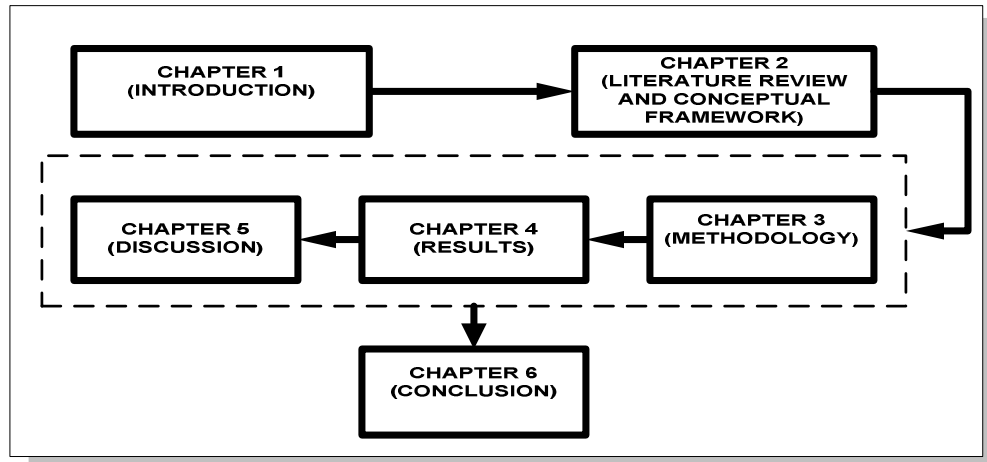 CHAPTER 1
(INTRODUCTION)
CHAPTER 2
(LITERATURE REVIEW
AND CONCEPTUAL
FRAMEWORK)
CHAPTER 5
(DISCUSSION)
CHAPTER 4
(RESULTS)
CHAPTER 3
(METHODOLOGY)
CHAPTER 6
(CONCLUSION)